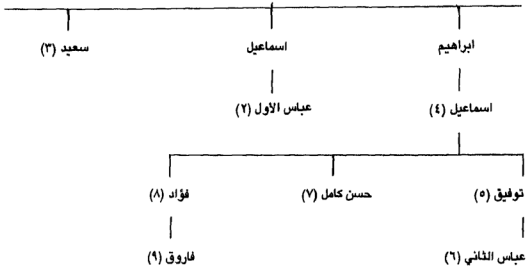 ابراهيم اسماعيل سعيد (٣)
اسماعيل (٤) عباس الأول (٢)
توفيق (٥) حسن كامل (٧) فؤاد (٨)
عباس الثاني (٦) فاروق (٩)